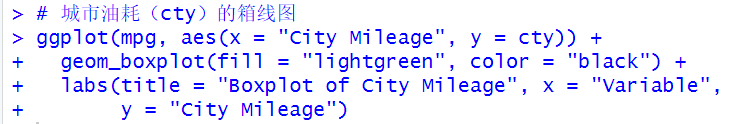 > # 城市油耗（cty）的箱线图
> ggplot(mpg, aes(x = "City Mileage", y = cty)) +
+   geom_boxplot(fill = "lightgreen", color = "black") +
+   labs(title = "Boxplot of City Mileage", x = "Variable",
+        y = "City Mileage")